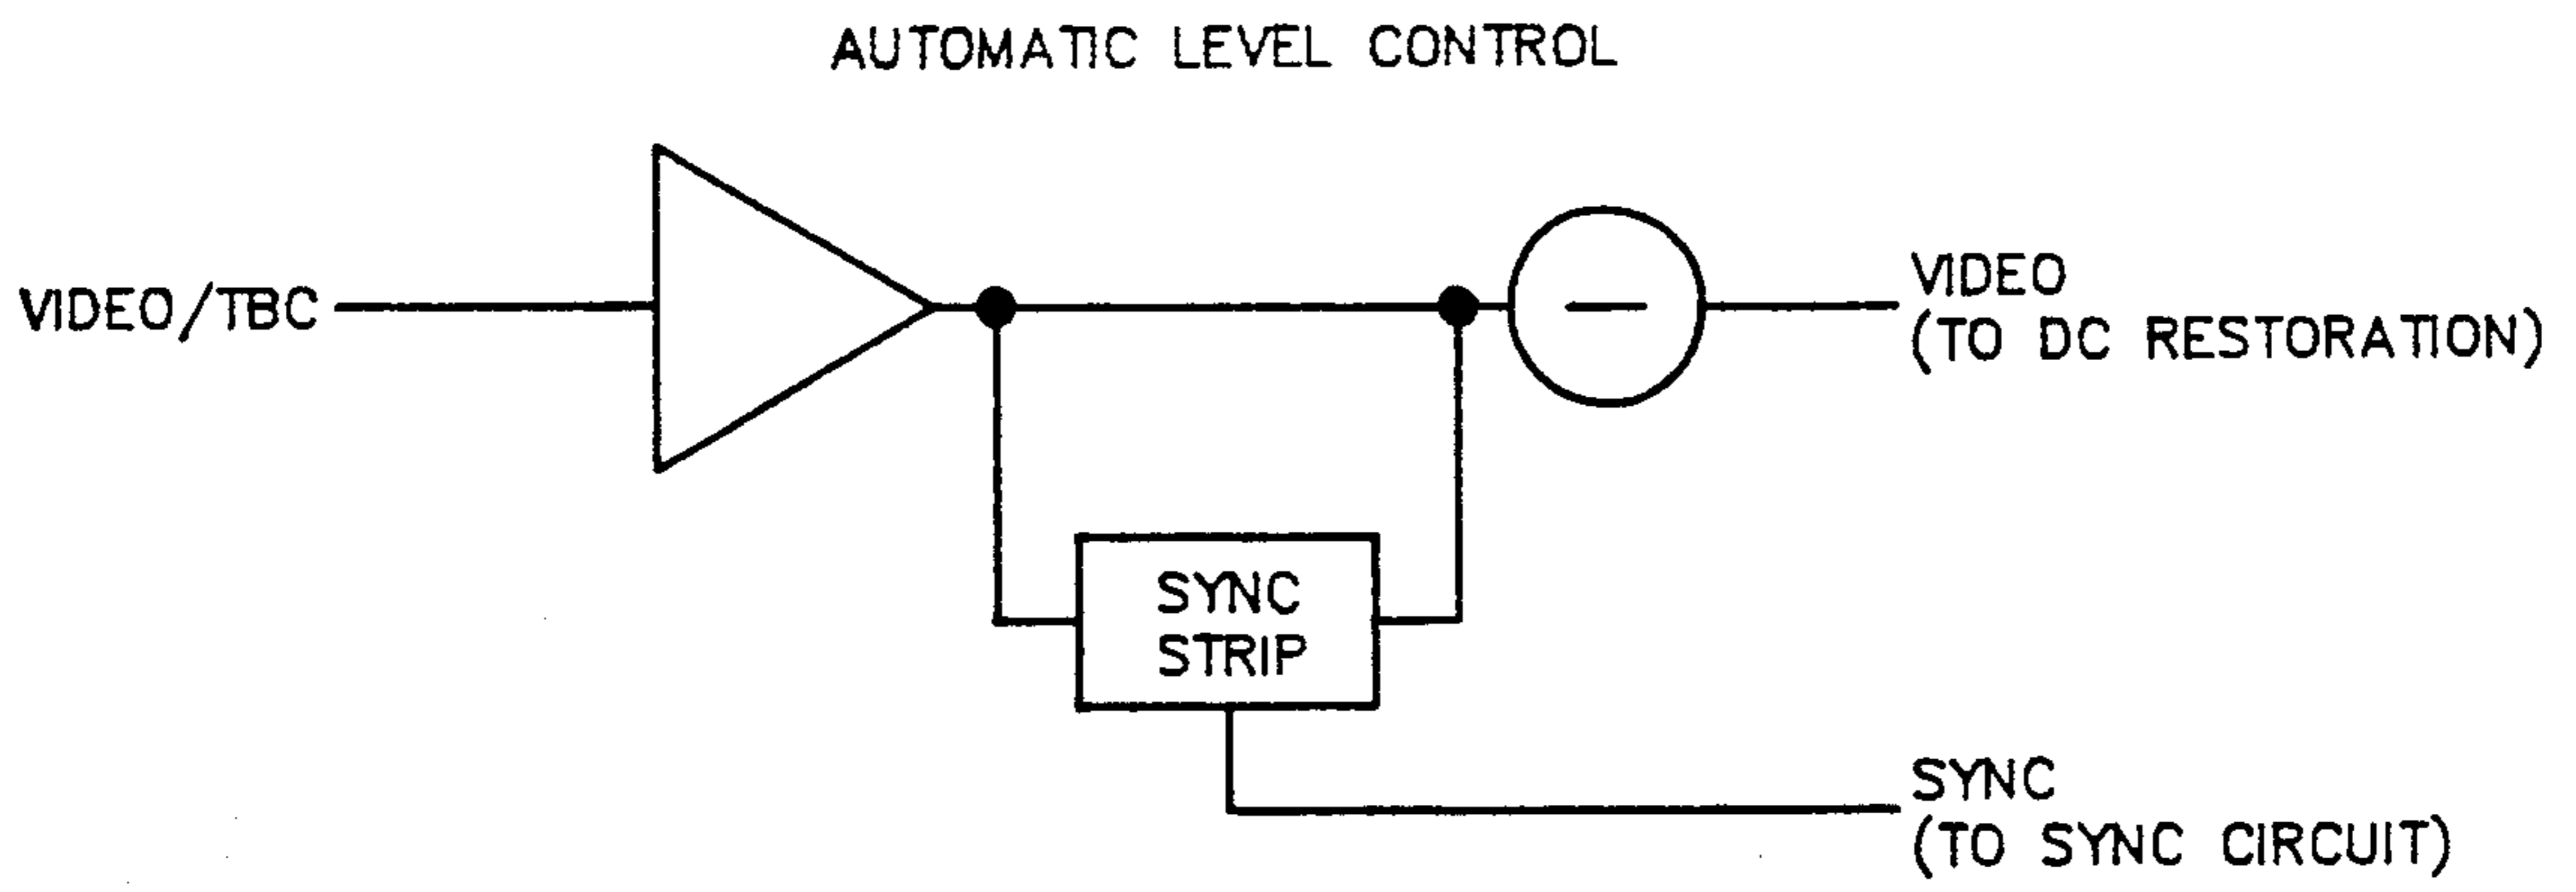 AUTOMATIC LEVEL CONTROL
VIDEO/TBC
VIDEO
(TO DC RESTORATION)
SYNC
STRIP
SYNC
(TO SYNC CIRCUIT)